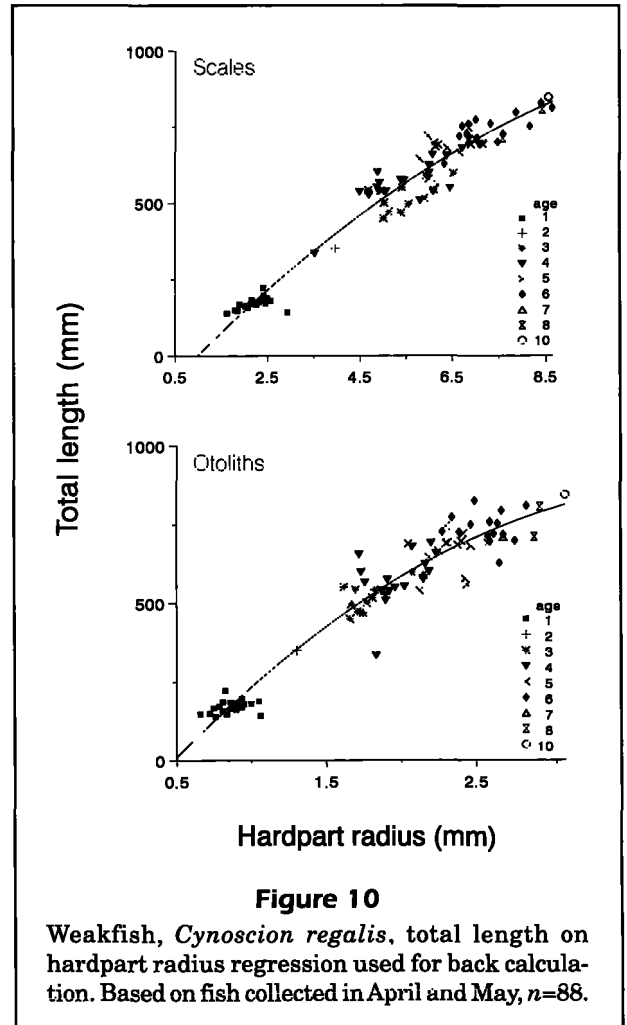 Scales
1000
500
0
0.5 2.5 4.5 6.5 8.5
age
1
2
3
4
5
6
7
8
10
Total length (mm)
Otoliths
1000
500
0
0.5 1.5 2.5
age
1
2
3
4
5
6
7
8
10
Hardpart radius (mm)
Figure 10
Weakfish, Cynoscion regalis, total length on
hardpart radius regression used for back calcula-
tion. Based on fish collected in April and May, n=88.